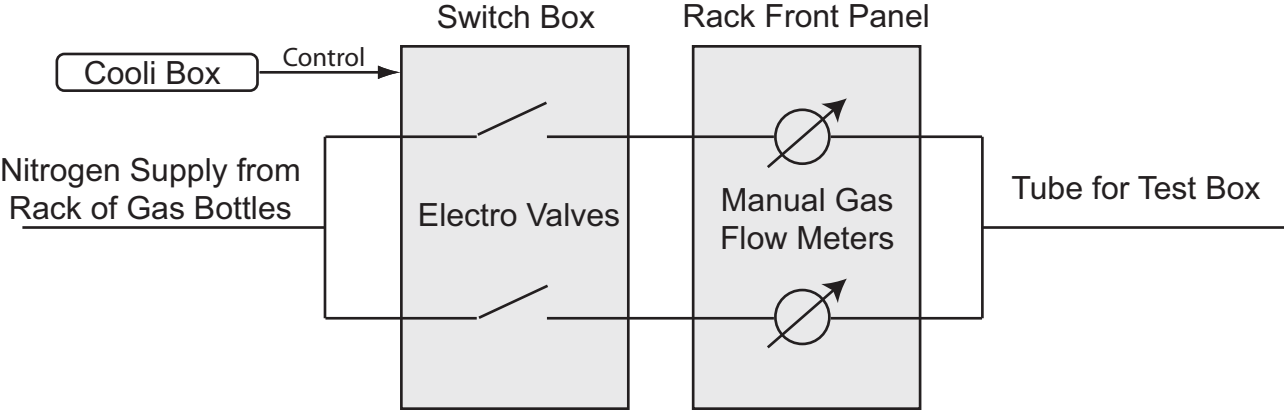 Switch Box
Rack Front Panel
Control
Cooli Box
Nitrogen Supply from
Rack of Gas Bottles
Electro Valves
Manual Gas
Flow Meters
Tube for Test Box